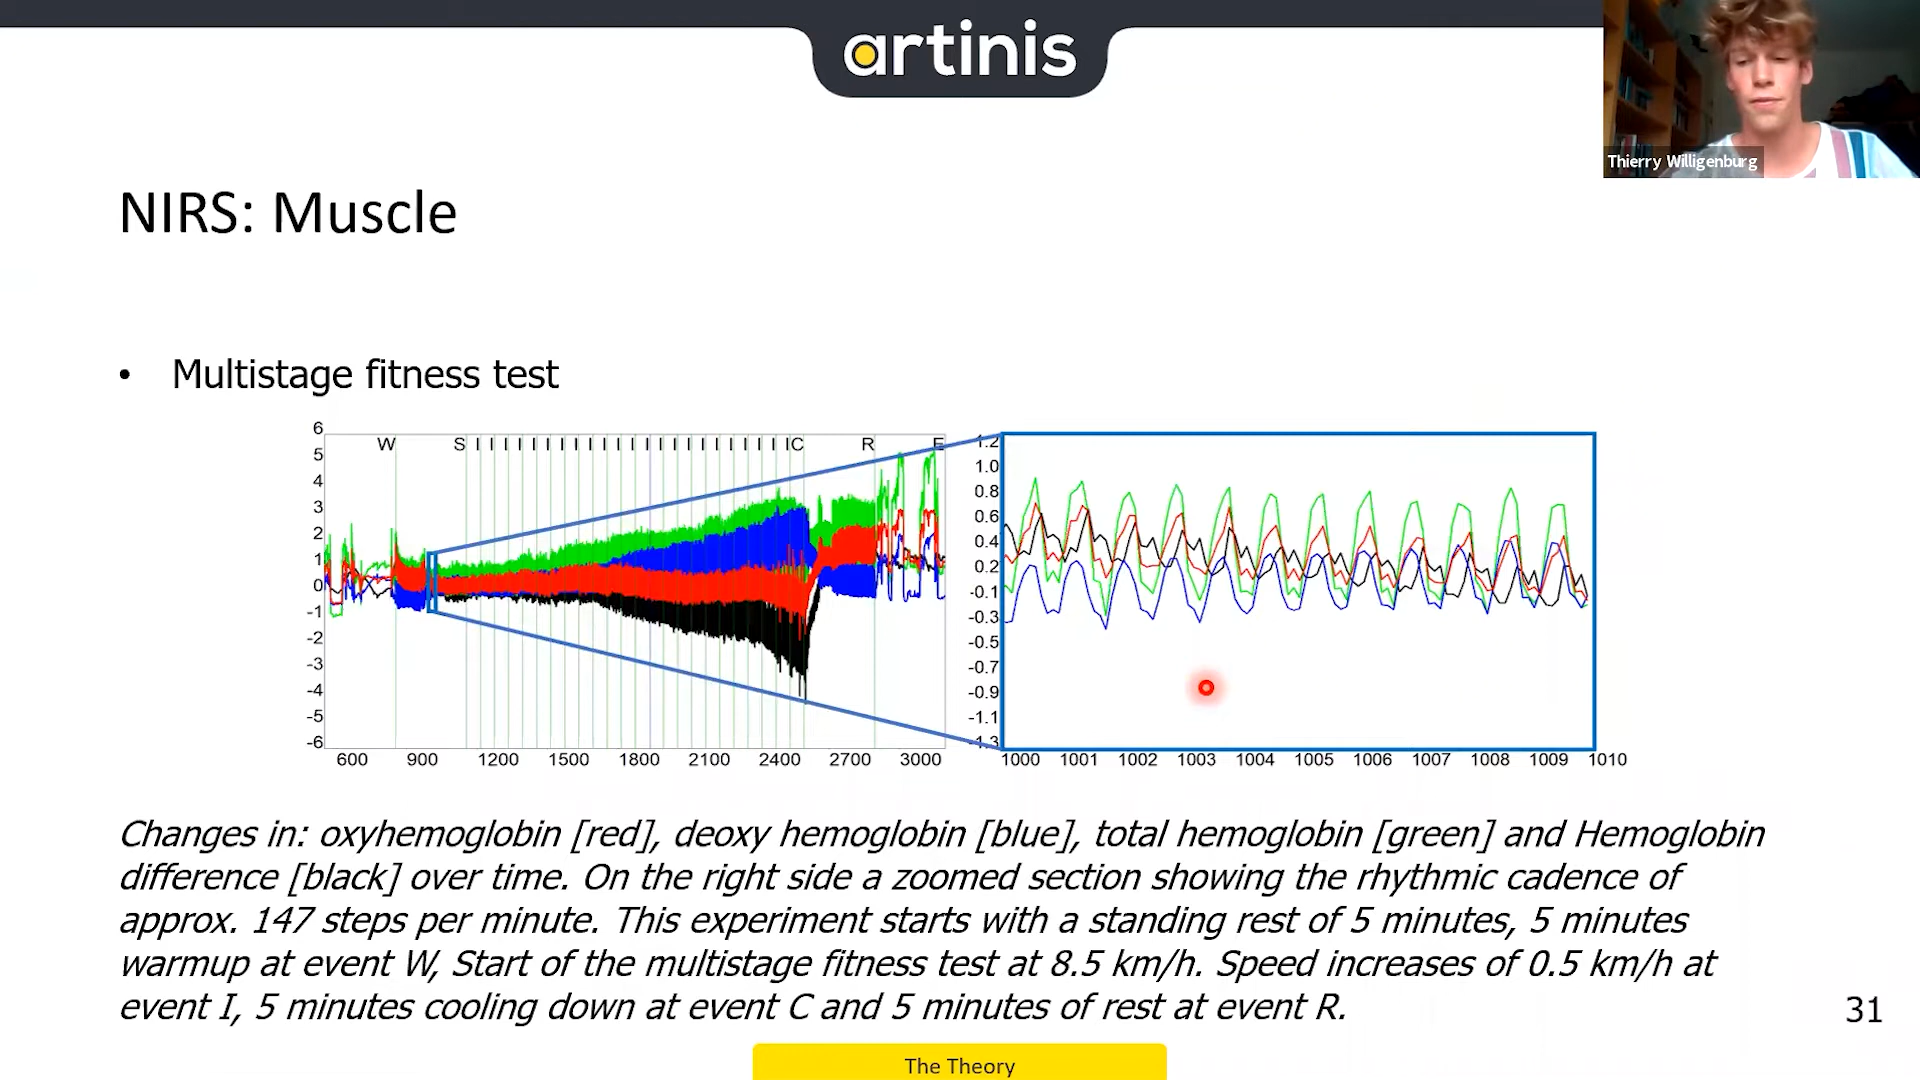 artinis
Thierry Willigenburg
NIRS: Muscle
• Multistage fitness test
6
5
4
3
2
1
0
-1
-2
-3
-4
-5
-6
W S I I I I I I I I I I I I I I I I I I I I I I I C R E
600 900 1200 1500 1800 2100 2400 2700 3000
1.2
1.0
0.8
0.6
0.4
0.2
-0.1
-0.3
-0.5
-0.7
-0.9
-1.1
-1.3
1000 1001 1002 1003 1004 1005 1006 1007 1008 1009 1010
Changes in: oxyhemoglobin [red], deoxy hemoglobin [blue], total hemoglobin [green] and Hemoglobin
difference [black] over time. On the right side a zoomed section showing the rhythmic cadence of
approx. 147 steps per minute. This experiment starts with a standing rest of 5 minutes, 5 minutes
warmup at event W, Start of the multistage fitness test at 8.5 km/h. Speed increases of 0.5 km/h at
event I, 5 minutes cooling down at event C and 5 minutes of rest at event R.
31
The Theory